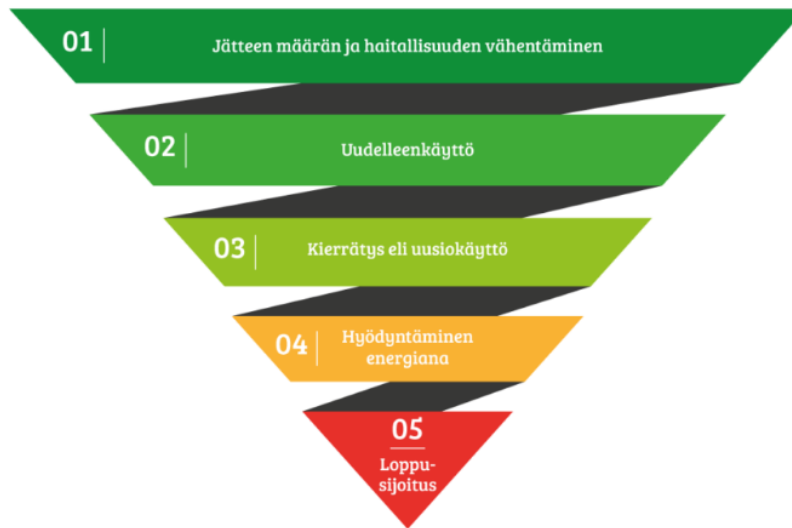 01
Jätteen määrän ja haitallisuuden vähentäminen
02
Uudelleenkäyttö
03
Kierrätys eli uusiokäyttö
04
Hyödyntäminen
energiana
05
Loppu-
sijoitus